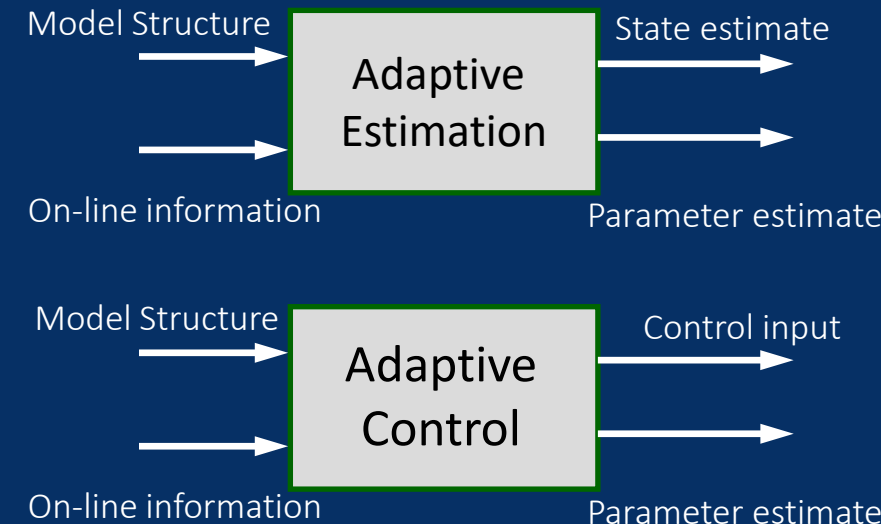 Model Structure
State estimate
Adaptive
Estimation
On-line information
Parameter estimate
Model Structure
Control input
Adaptive
Control
On-line information
Parameter estimate